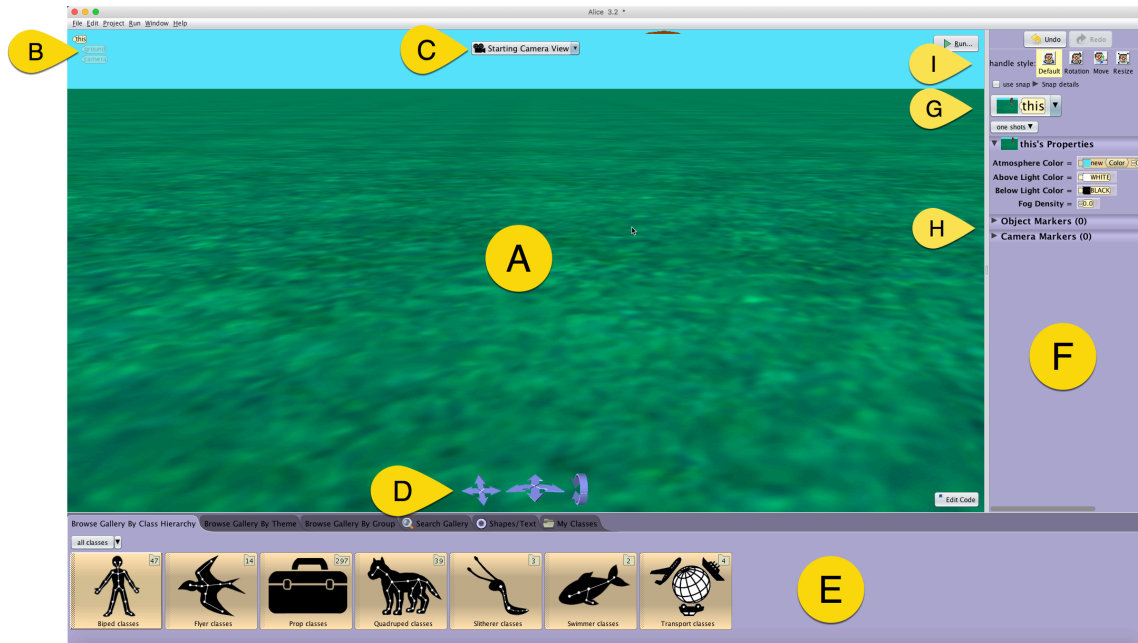 Alice 3.2 *
File Edit Project Run Window Help
B
this
ground
camera
C
Starting Camera View
Run...
I
Undo
Redo
handle style:
Default
Rotation
Move
Resize
use snap
Snap details
G
this
one shots
this's Properties
Atmosphere Color = new Color
Above Light Color = WHITE
Below Light Color = BLACK
Fog Density = 0.0
H
Object Markers (0)
Camera Markers (0)
A
F
D
Edit Code
Browse Gallery By Class Hierarchy
Browse Gallery By Theme
Browse Gallery By Group
Search Gallery
Shapes/Text
My Classes
all classes
47
14
297
39
3
2
4
Biped classes
Flyer classes
Prop classes
Quadruped classes
Slitherer classes
Swimmer classes
Transport classes
E